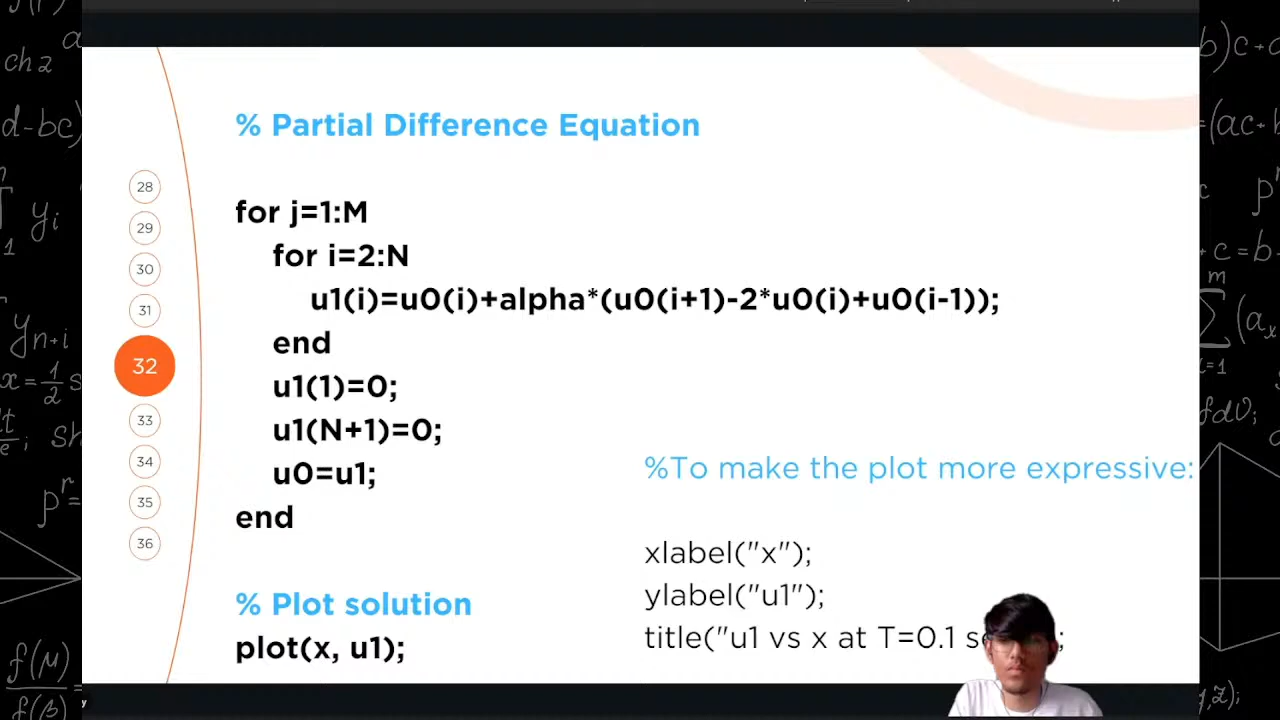 % Partial Difference Equation
28
29
30
31
32
33
34
35
36
for j=1:M
for i=2:N
u1(i)=u0(i)+alpha*(u0(i+1)-2*u0(i)+u0(i-1));
end
u1(1)=0;
u1(N+1)=0;
u0=u1;
end
% Plot solution
plot(x, u1);
%To make the plot more expressive:
xlabel("x");
ylabel("u1");
title("u1 vs x at T=0.1